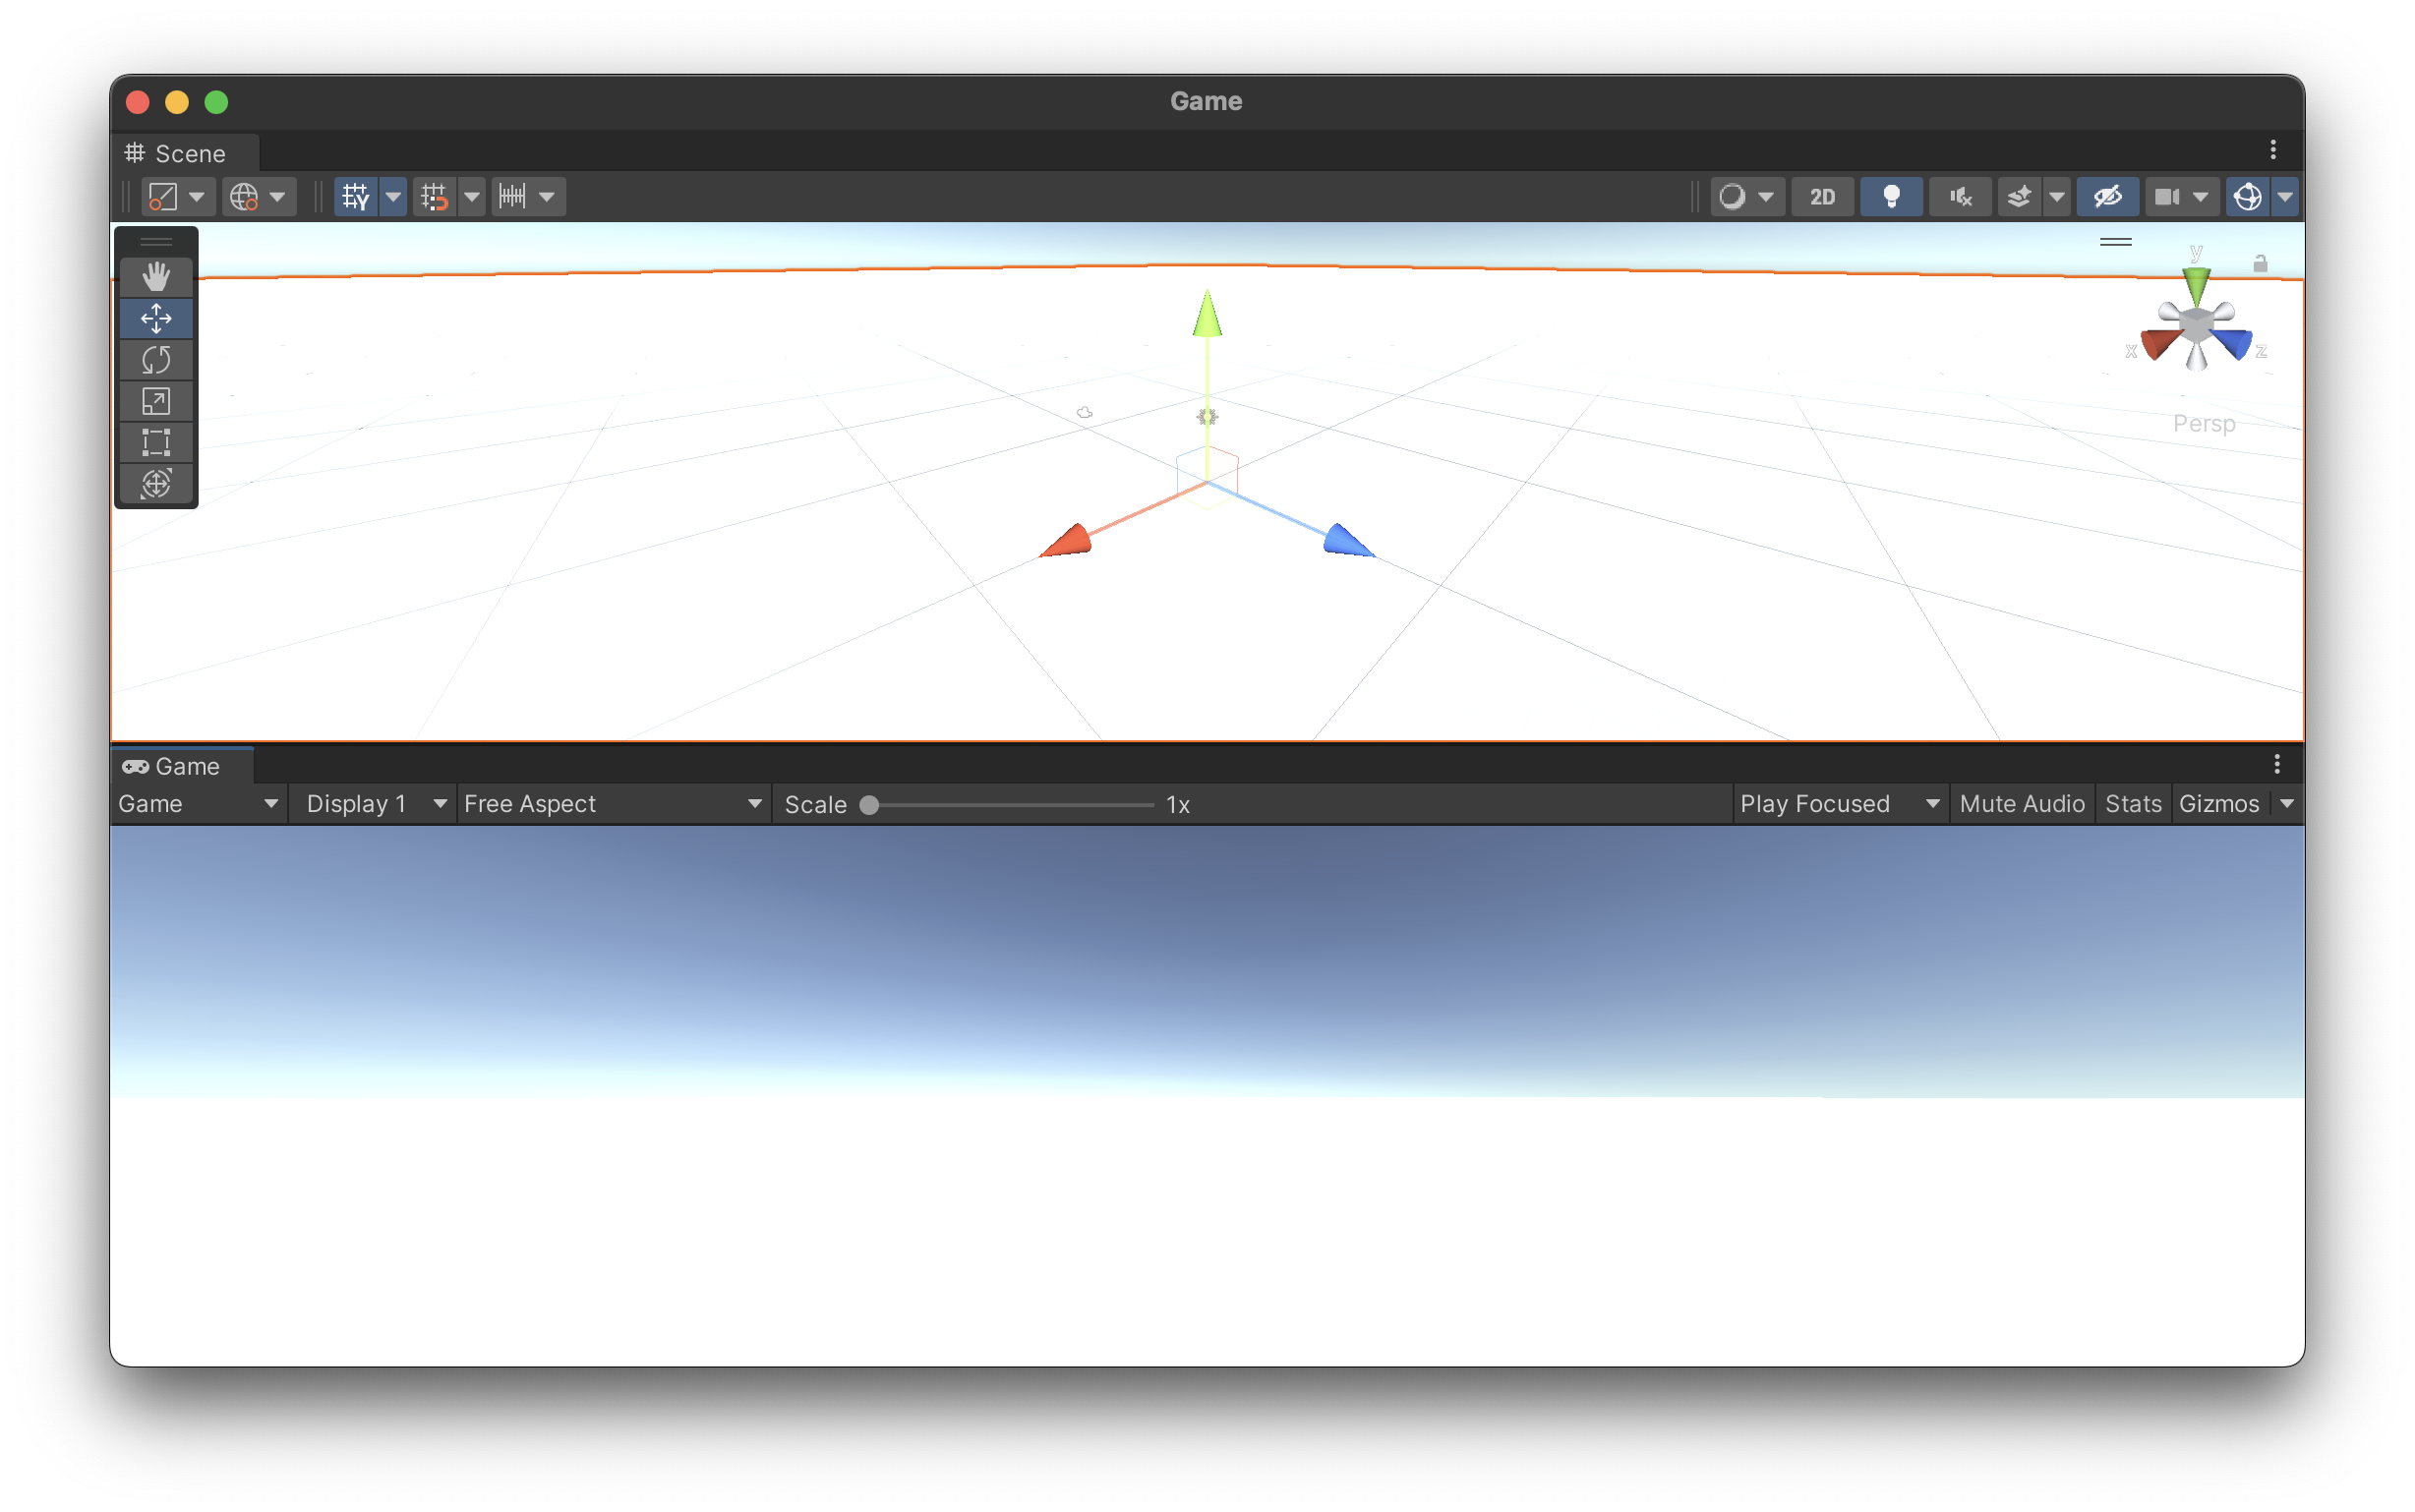 Game
Scene
2D
y
x
z
Persp
Game
Game
Display 1
Free Aspect
Scale
1x
Play Focused
Mute Audio
Stats
Gizmos